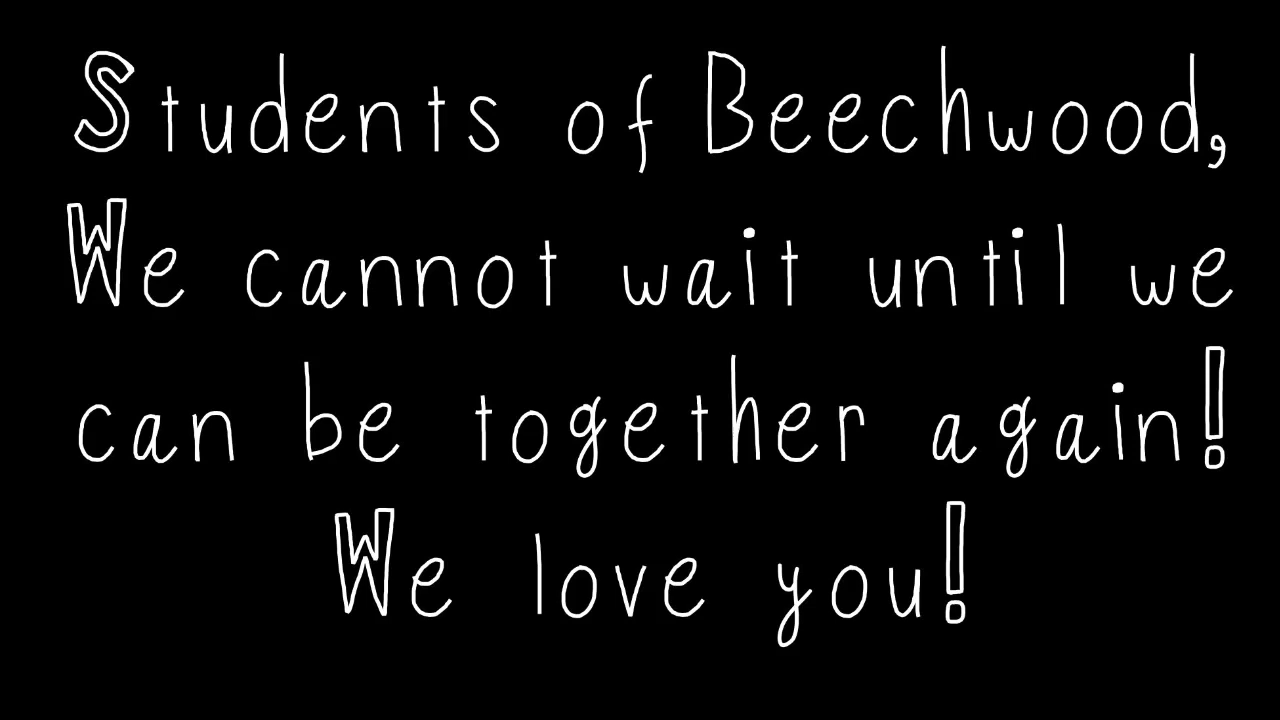 Students of Beechwood,
We cannot wait until we
can be together again!
We love you!